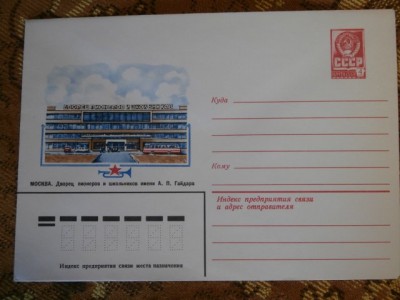 СССР
4
Куда
Кому
МОСКВА. Дворец пионеров и школьников имени А. П. Гайдара
Индекс предприятия связи
и адрес отправителя
Индекс предприятия связи места назначения